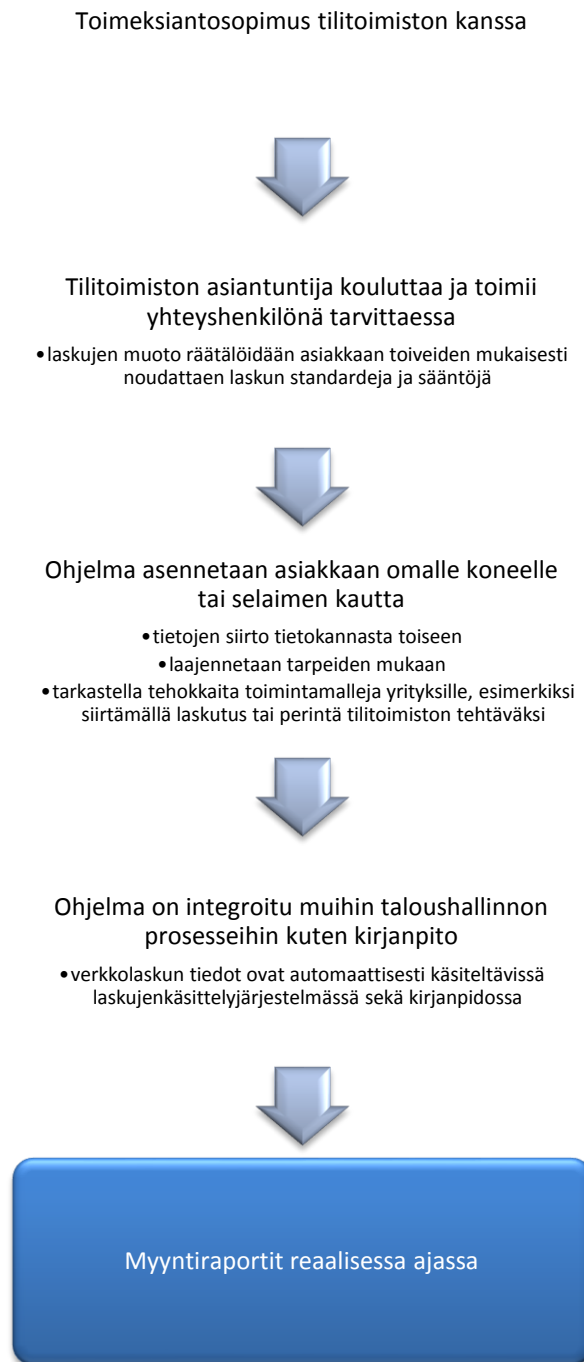 Toimeksiantosopimus tilitoimiston kanssa
Tilitoimiston asiantuntija kouluttaa ja toimii
yhteyshenkilönä tarvittaessa
•laskujen muoto räätälöidään asiakkaan toiveiden mukaisesti
noudattaen laskun standardeja ja sääntöjä
Ohjelma asennetaan asiakkaan omalle koneelle
tai selaimen kautta
•tietojen siirto tietokannasta toiseen
•laajennetaan tarpeiden mukaan
•tarkastella tehokkaita toimintamalleja yrityksille, esimerkiksi
siirtämällä laskutus tai perintä tilitoimiston tehtäväksi
Ohjelma on integroitu muihin taloushallinnon
prosesseihin kuten kirjanpito
•verkkolaskun tiedot ovat automaattisesti käsiteltävissä
laskujenkäsittelyjärjestelmässä sekä kirjanpidossa
Myyntiraportit reaalisessa ajassa